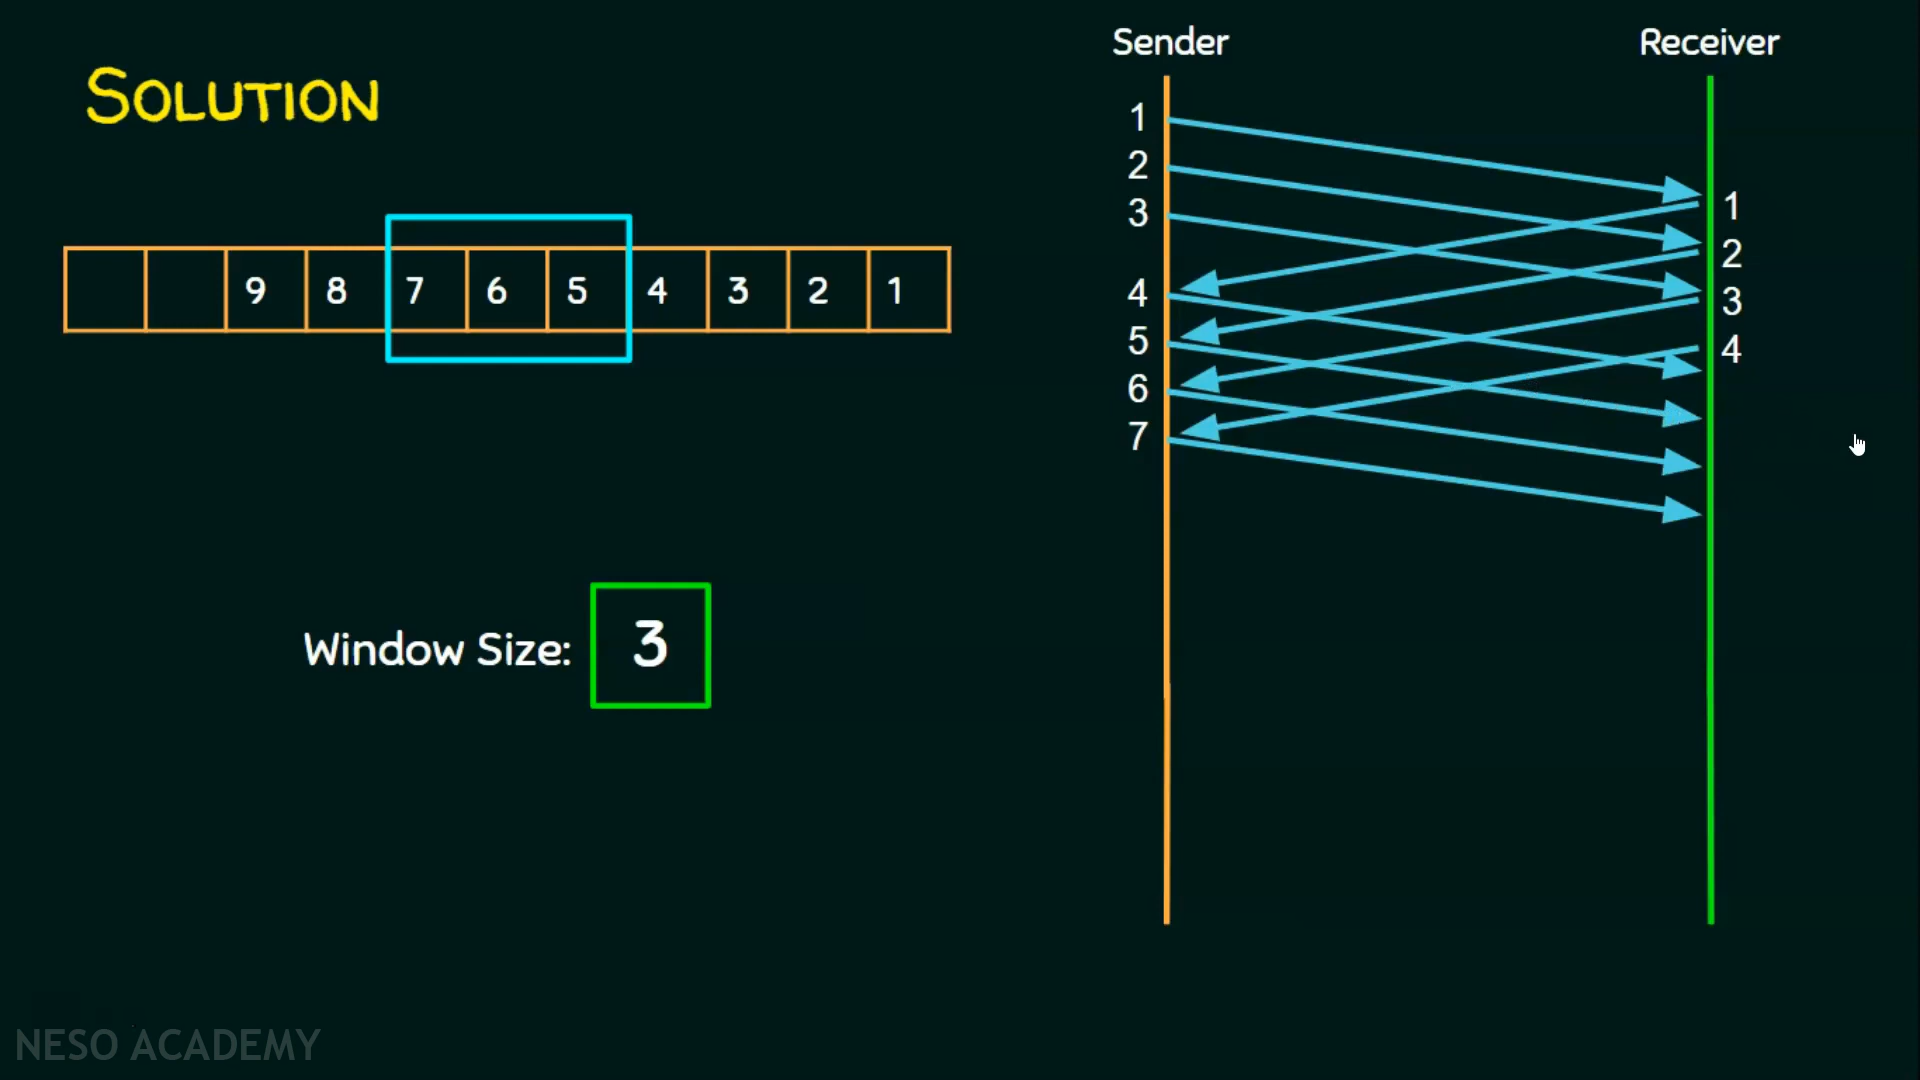 SOLUTION
9 8 7 6 5 4 3 2 1
Window Size: 3
Sender
1
2
3
4
5
6
7
Receiver
1
2
3
4
NESO ACADEMY